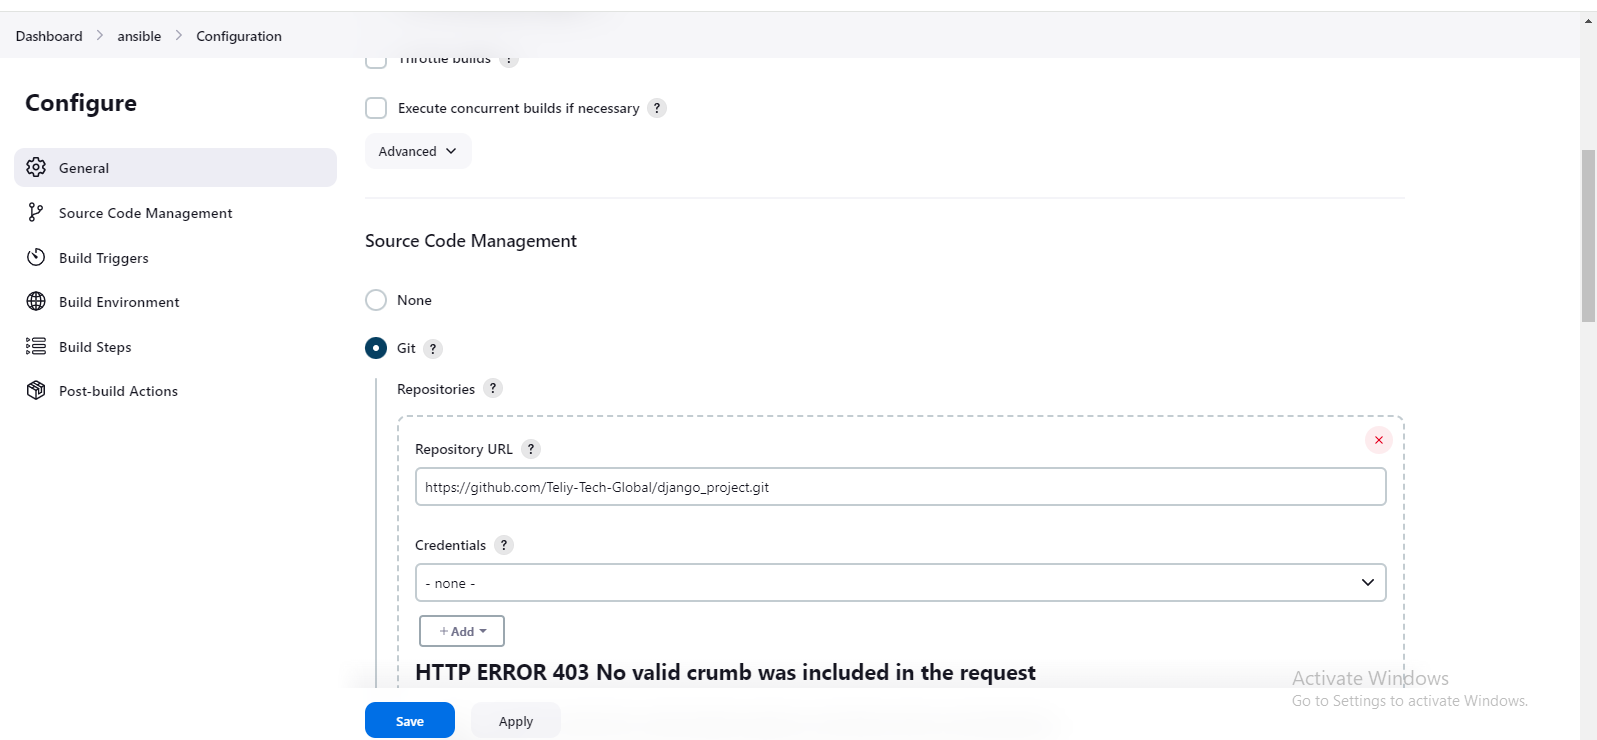 Dashboard > ansible > Configuration
Configure
General
Source Code Management
Build Triggers
Build Environment
Build Steps
Post-build Actions
Throttle builds ?
Execute concurrent builds if necessary ?
Advanced
Source Code Management
None
Git ?
Repositories ?
Repository URL ?
https://github.com/Teliy-Tech-Global/django_project.git
Credentials ?
- none -
+ Add
HTTP ERROR 403 No valid crumb was included in the request
Save
Apply
Activate Windows
Go to Settings to activate Windows.